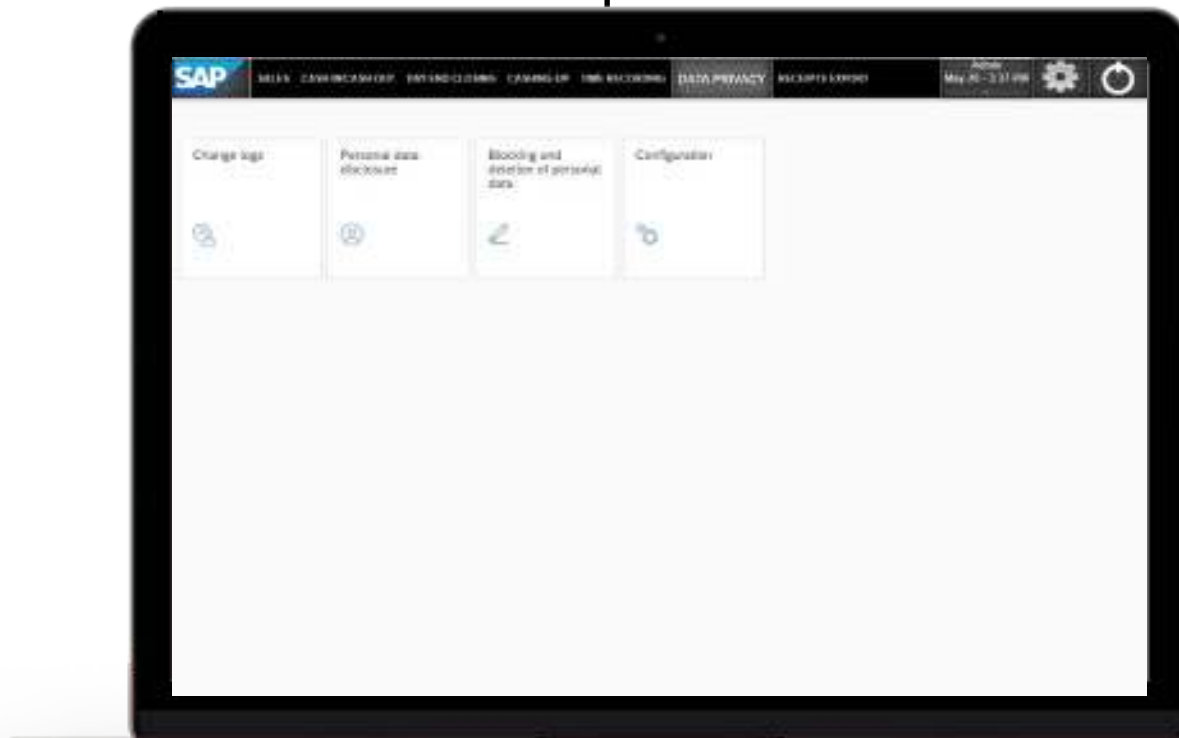 SAP
SALES CASH IN/CASH OUT DAY END CLOSING CASHING-UP TIME RECORDING DATA PRIVACY RECEIPTS EXPORT
Admin
Change logs
Personal data
disclosure
Blocking and
deletion of personal
data
Configuration